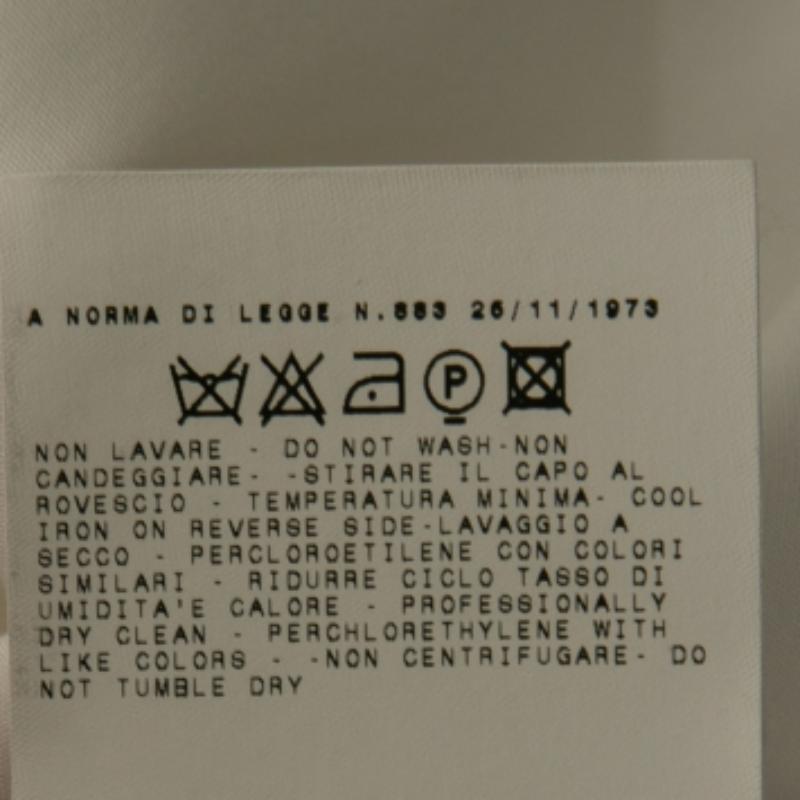 A NORMA DI LEGGE N.883 26/11/1973
P
NON LAVARE - DO NOT WASH-NON
CANDEGGIARE- -STIRARE IL CAPO AL
ROVESCIO - TEMPERATURA MINIMA- COOL
IRON ON REVERSE SIDE-LAVAGGIO A
SECCO - PERCLOROETILENE CON COLORI
SIMILARI - RIDURRE CICLO TASSO DI
UMIDITA'E CALORE - PROFESSIONALLY
DRY CLEAN - PERCHLORETHYLENE WITH
LIKE COLORS - -NON CENTRIFUGARE- DO
NOT TUMBLE DRY